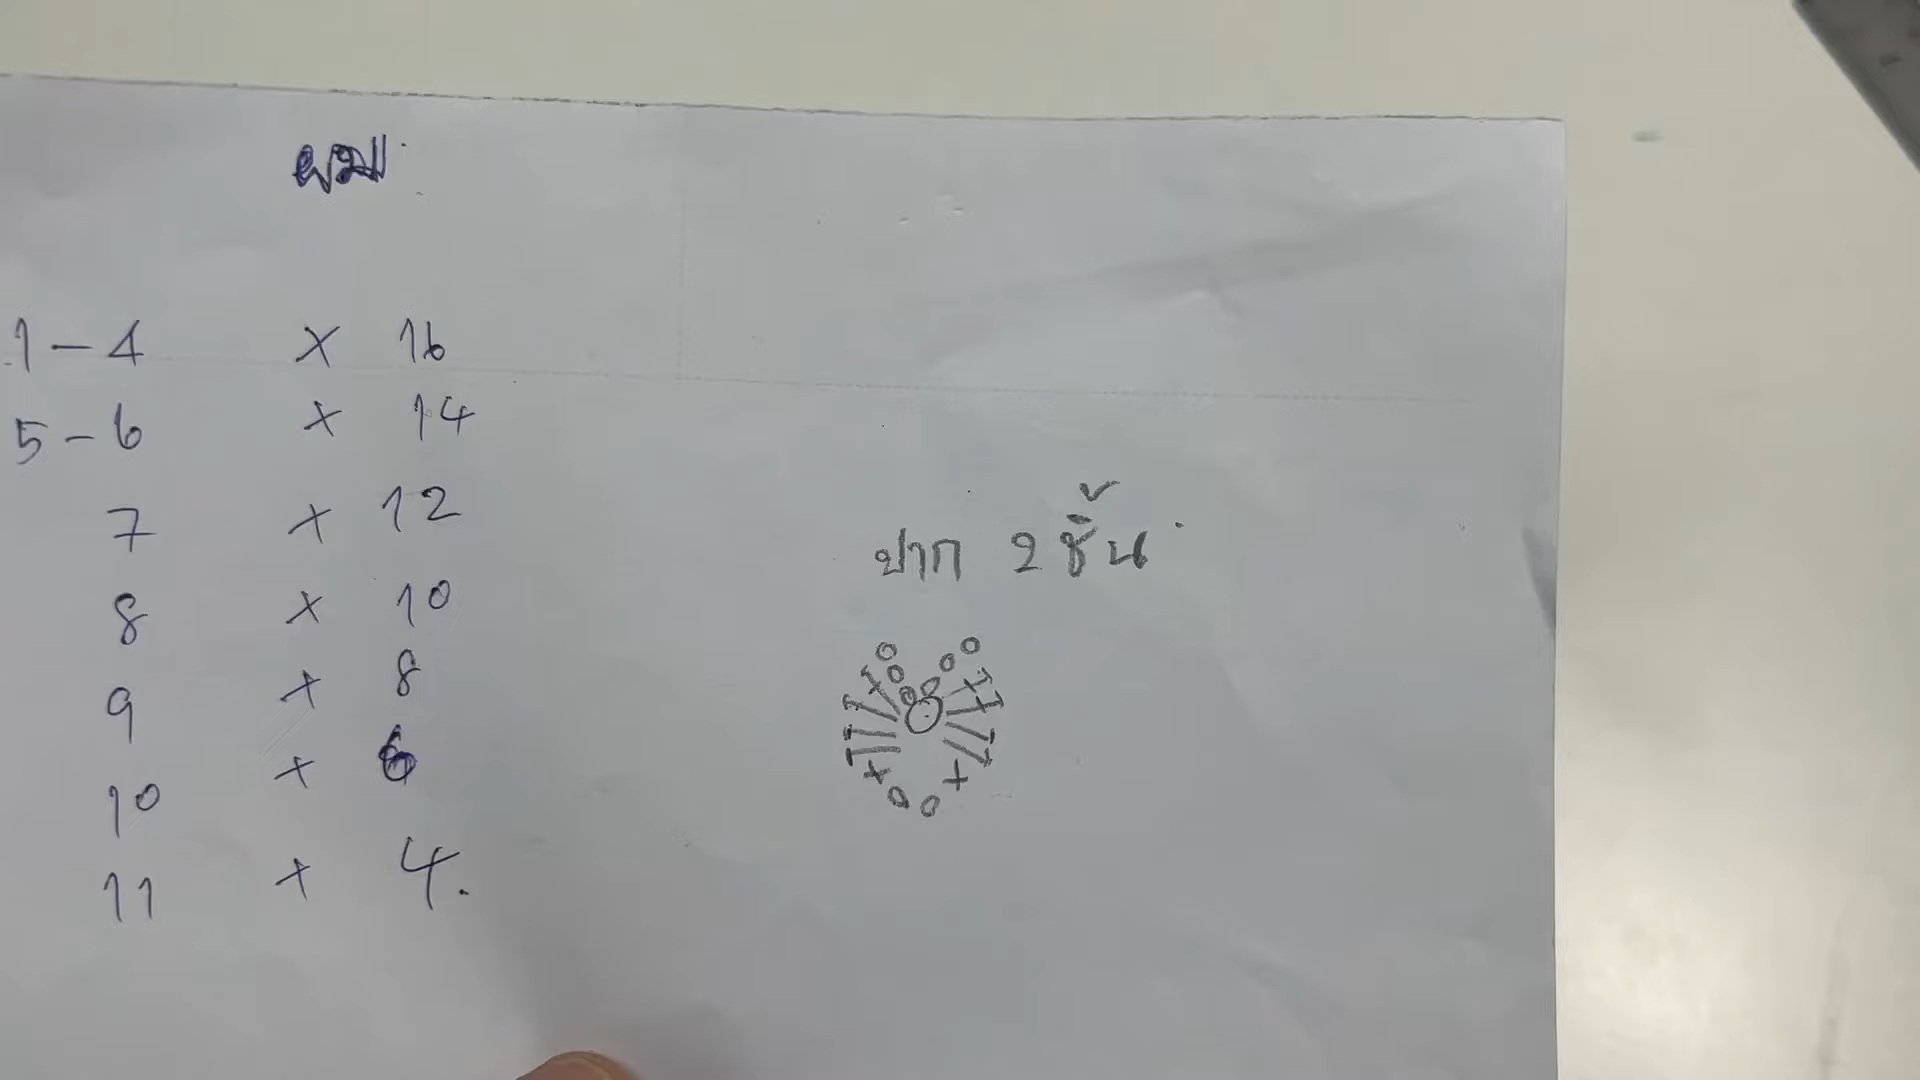 ผม
1 - 4 x 16
5 - 6 x 14
7 x 12
8 x 10
9 x 8
10 x 6
11 x 4.
ปาก 2 ชิ้น